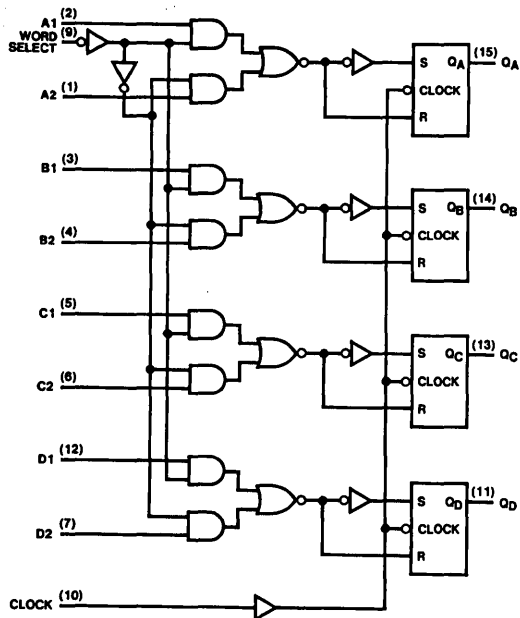 A1 (2)
WORD SELECT (9)
A2 (1)
S QA (15) QA
CLOCK
R
B1 (3)
B2 (4)
S QB (14) QB
CLOCK
R
C1 (5)
C2 (6)
S QC (13) QC
CLOCK
R
D1 (12)
D2 (7)
S QD (11) QD
CLOCK
R
CLOCK (10)